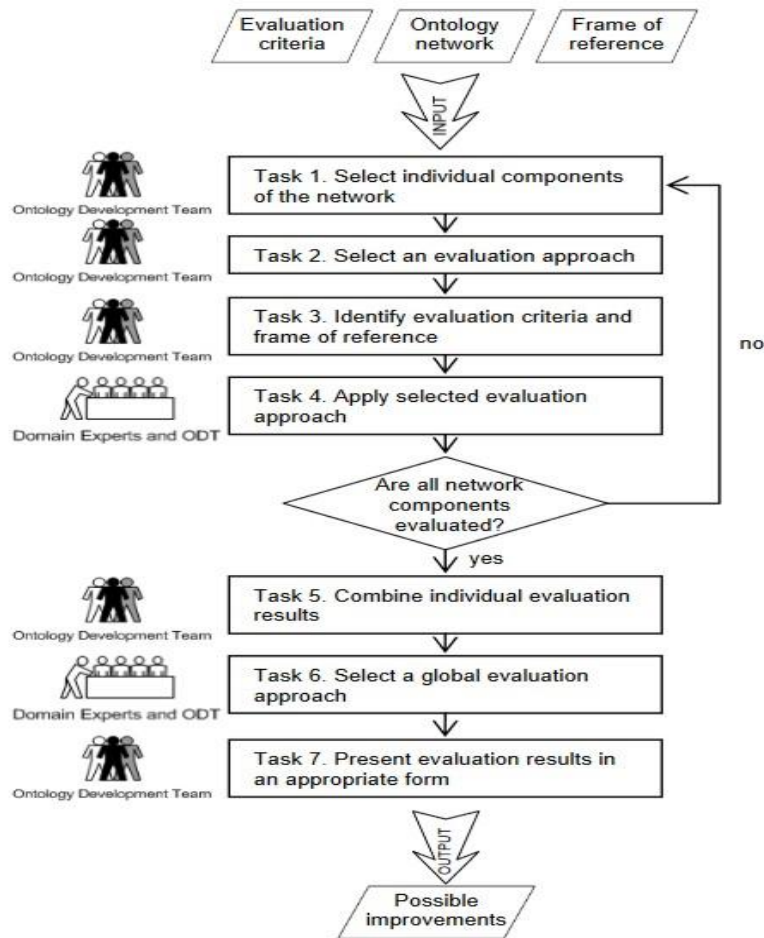 Evaluation
criteria
Ontology
network
Frame of
reference
INPUT
Ontology Development Team
Task 1. Select individual components
of the network
Ontology Development Team
Task 2. Select an evaluation approach
Ontology Development Team
Task 3. Identify evaluation criteria and
frame of reference
no
Domain Experts and ODT
Task 4. Apply selected evaluation
approach
Are all network
components
evaluated?
yes
Ontology Development Team
Task 5. Combine individual evaluation
results
Domain Experts and ODT
Task 6. Select a global evaluation
approach
Ontology Development Team
Task 7. Present evaluation results in
an appropriate form
OUTPUT
Possible
improvements